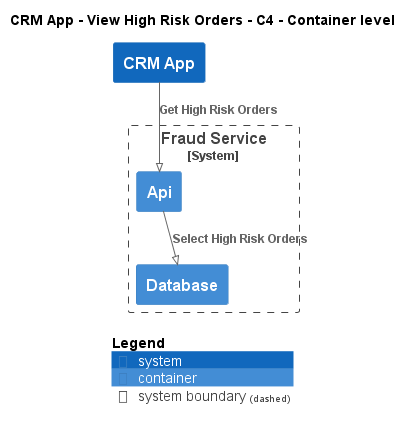 CRM App - View High Risk Orders - C4 - Container level
CRM App
Get High Risk Orders
Fraud Service
[System]
Api
Select High Risk Orders
Database
Legend
system
container
system boundary (dashed)